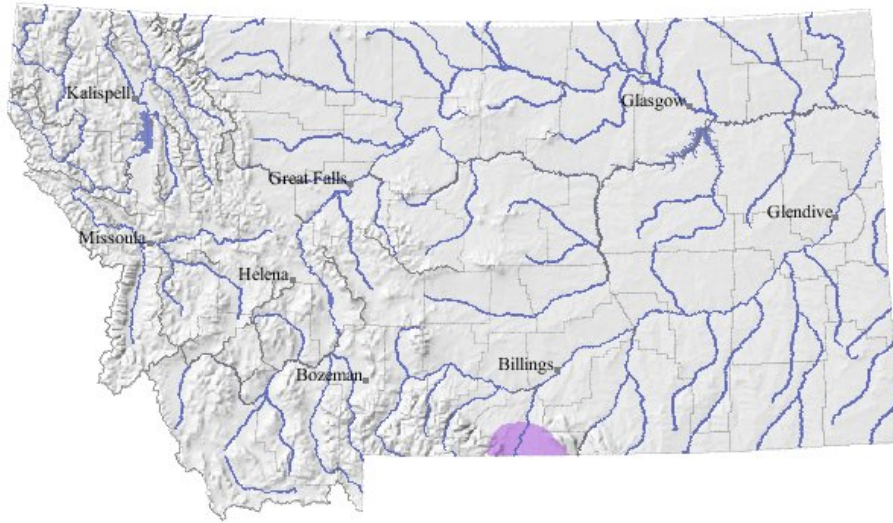 Kalispell
Glasgow
Great Falls
Glendive
Missoula
Helena
Billings
Bozeman